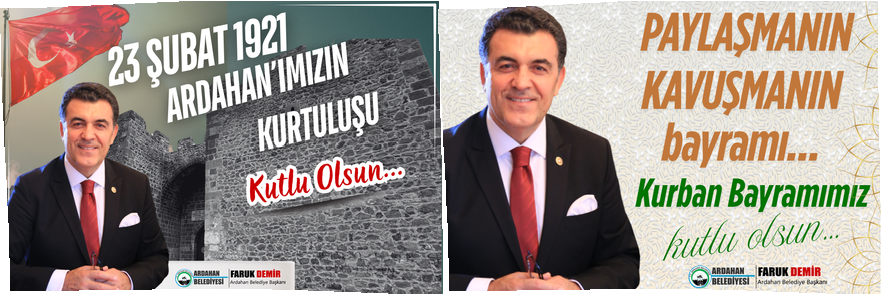 23 ŞUBAT 1921
ARDAHAN'IMIZIN
KURTULUŞU
Kutlu Olsun...
ARDAHAN
BELEDİYESİ
FARUK DEMİR
Ardahan Belediye Başkanı
PAYLAŞMANIN
KAVUŞMANIN
bayramı...
Kurban Bayramımız
kutlu olsun...
ARDAHAN
BELEDİYESİ
FARUK DEMİR
Ardahan Belediye Başkanı